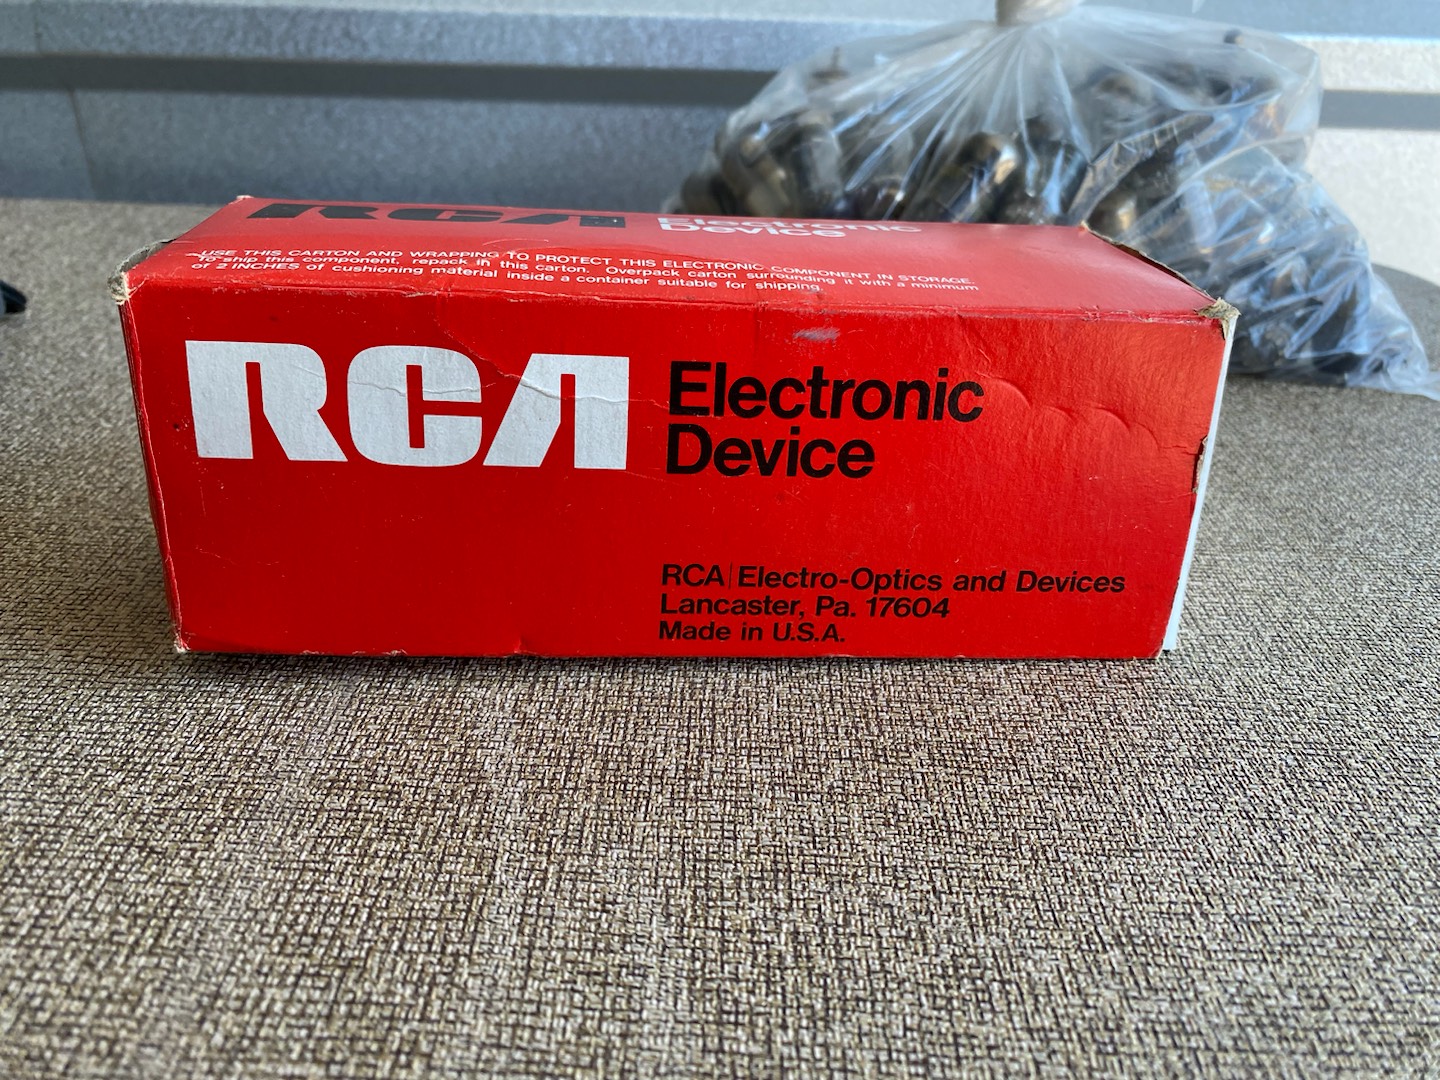 RCA Electronic
Device
USE THIS CARTON AND WRAPPING TO PROTECT THIS ELECTRONIC COMPONENT IN STORAGE.
To ship this component, repack in this carton. Overpack carton surrounding it with a minimum
of 2 INCHES of cushioning material inside a container suitable for shipping.
RCA Electronic
Device
RCA|Electro-Optics and Devices
Lancaster, Pa. 17604
Made in U.S.A.